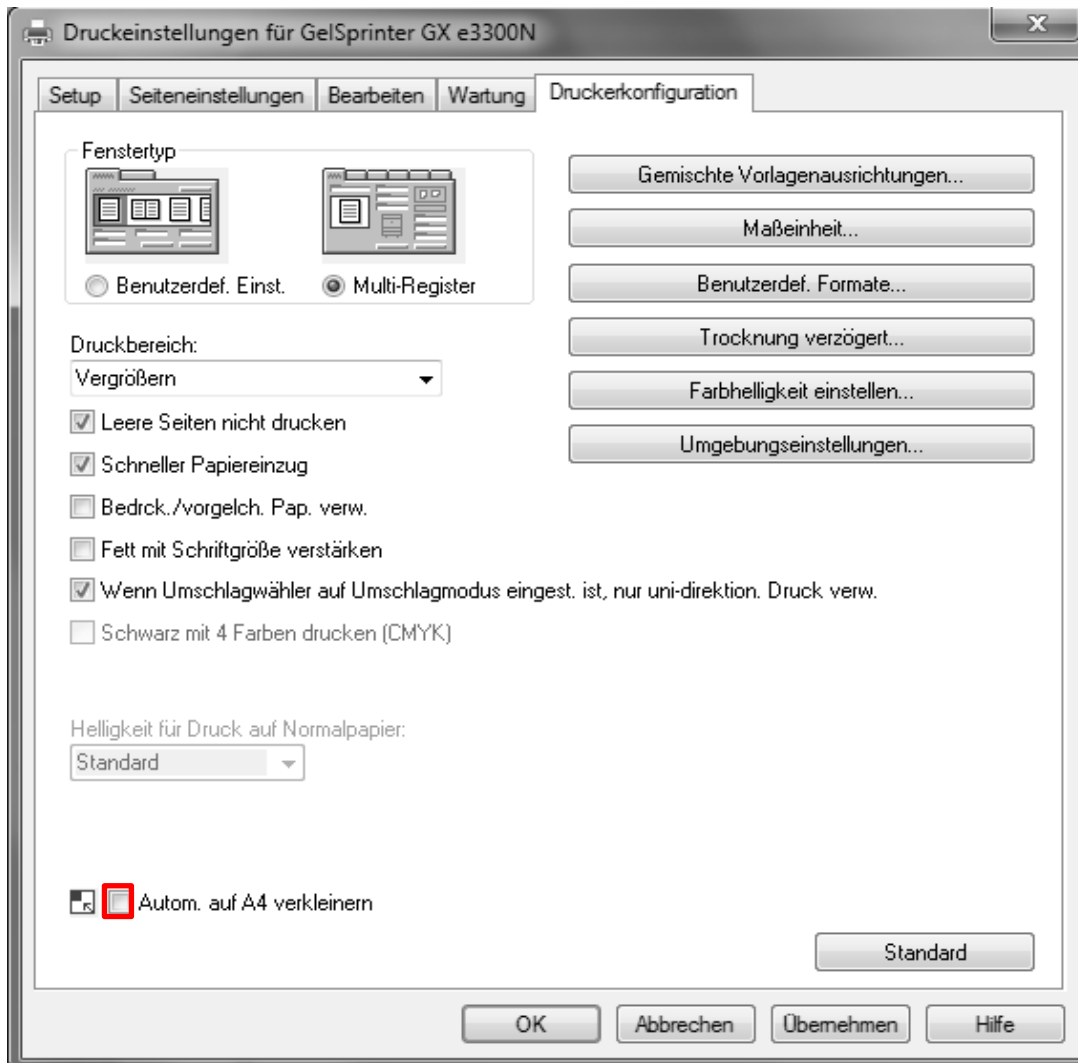 Druckeinstellungen für GelSprinter GX e3300N
Setup
Seiteneinstellungen
Bearbeiten
Wartung
Druckerkonfiguration
Fenstertyp
Benutzerdef. Einst.
Multi-Register
Druckbereich:
Vergrößern
Leere Seiten nicht drucken
Schneller Papiereinzug
Bedrck./vorgelch. Pap. verw.
Fett mit Schriftgröße verstärken
Wenn Umschlagwähler auf Umschlagmodus eingest. ist, nur uni-direktion. Druck verw.
Schwarz mit 4 Farben drucken (CMYK)
Helligkeit für Druck auf Normalpapier:
Standard
Autom. auf A4 verkleinern
Gemischte Vorlagenausrichtungen...
Maßeinheit...
Benutzerdef. Formate...
Trocknung verzögert...
Farbhelligkeit einstellen...
Umgebungseinstellungen...
Standard
OK
Abbrechen
Übernehmen
Hilfe